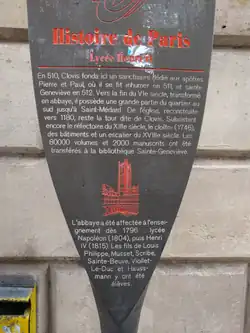 Histoire de Paris
Lycée Henri IV
En 510, Clovis fonda ici un sanctuaire dédié aux apôtres
Pierre et Paul, où il se fit inhumer en 511, et sainte
Geneviève en 512. Vers la fin du VIe siècle, transformé
en abbaye, il possède une grande partie du quartier au
sud jusqu'à Saint-Médard. De l'église, reconstruite
vers 1180, reste la tour dite de Clovis. Subsistent
encore le réfectoire du XIIIe siècle, le cloître (1746),
des bâtiments et un escalier du XVIIe siècle. Les
60000 volumes et 2000 manuscrits ont été
transférés à la bibliothèque Sainte-Geneviève.
L'abbaye a été affectée à l'ensei-
gnement dès 1796 : lycée
Napoléon (1804), puis Henri
IV (1815). Les fils de Louis
Philippe, Musset, Scribe,
Sainte-Beuve, Viollet-
Le-Duc et Hauss-
mann y ont été
élèves.